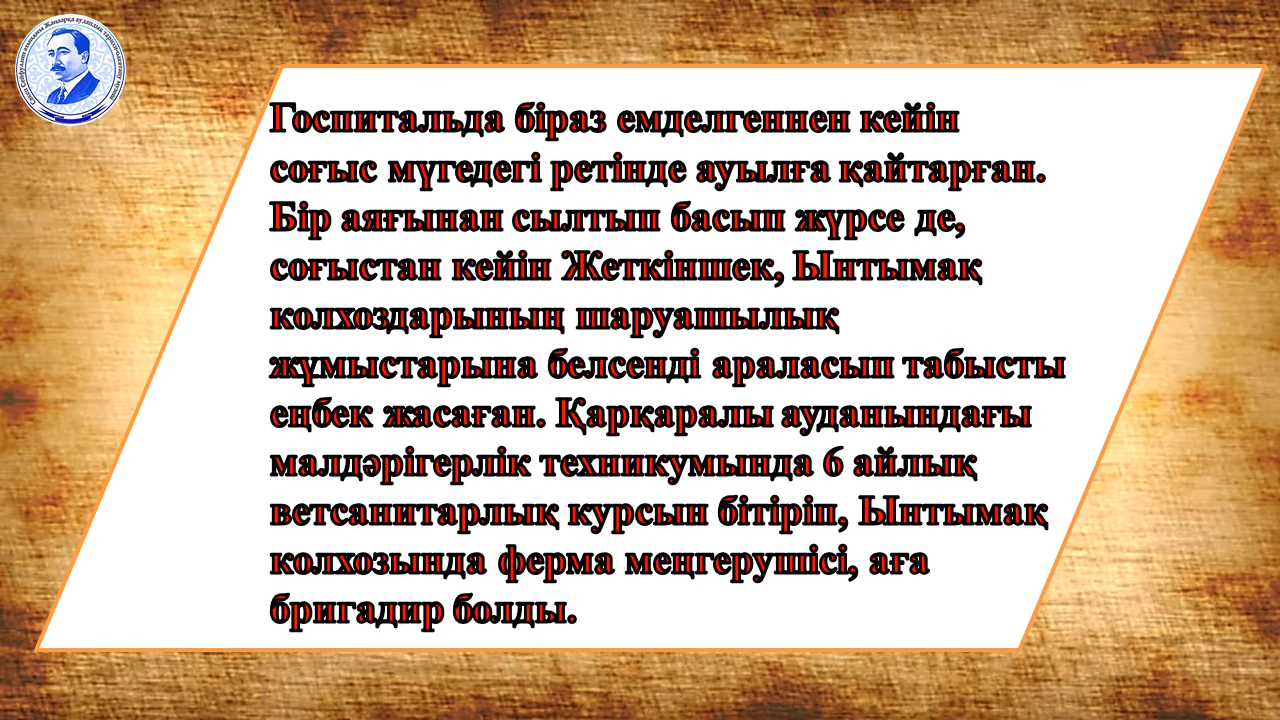 Госпитальда біраз емделгеннен кейін
соғыс мүгедегі ретінде ауылға қайтарған.
Бір аяғынан сылтып басып жүрсе де,
соғыстан кейін Жеткіншек, Ынтымақ
колхоздарының шаруашылық
жұмыстарына белсенді араласып табысты
еңбек жасаған. Қарқаралы ауданындағы
малдәрігерлік техникумында 6 айлық
ветсанитарлық курсын бітіріп, Ынтымақ
колхозында ферма меңгерушісі, аға
бригадир болды.